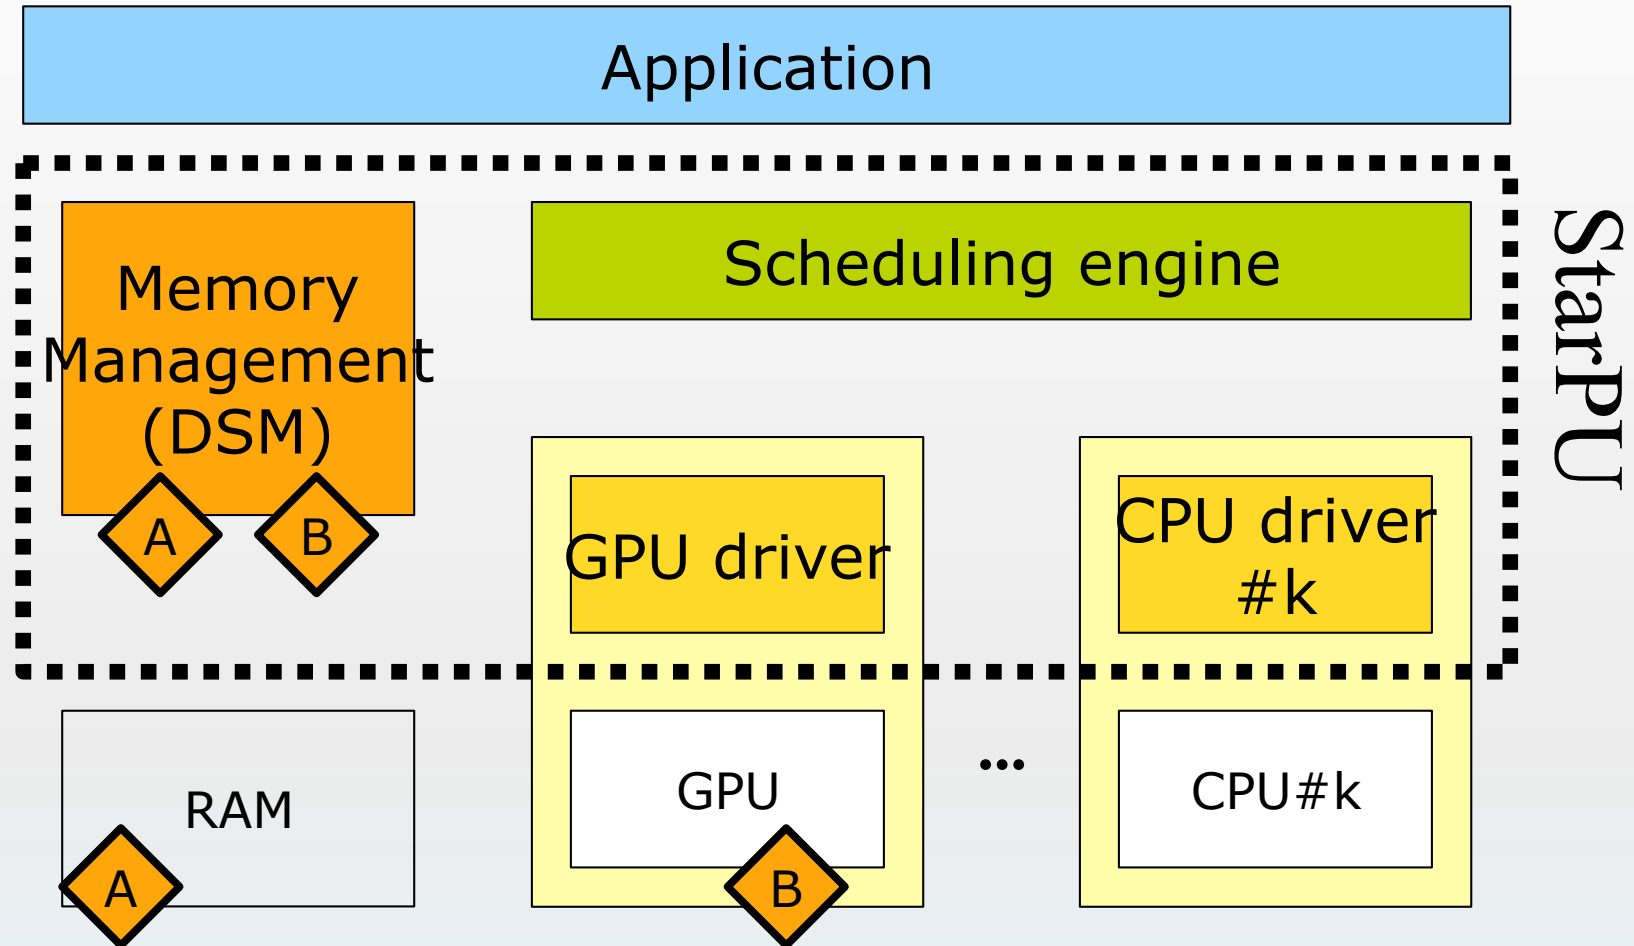 Application
Memory
Management
(DSM)
A
B
Scheduling engine
StarPU
GPU driver
CPU driver
#k
RAM
A
GPU
B
...
CPU#k